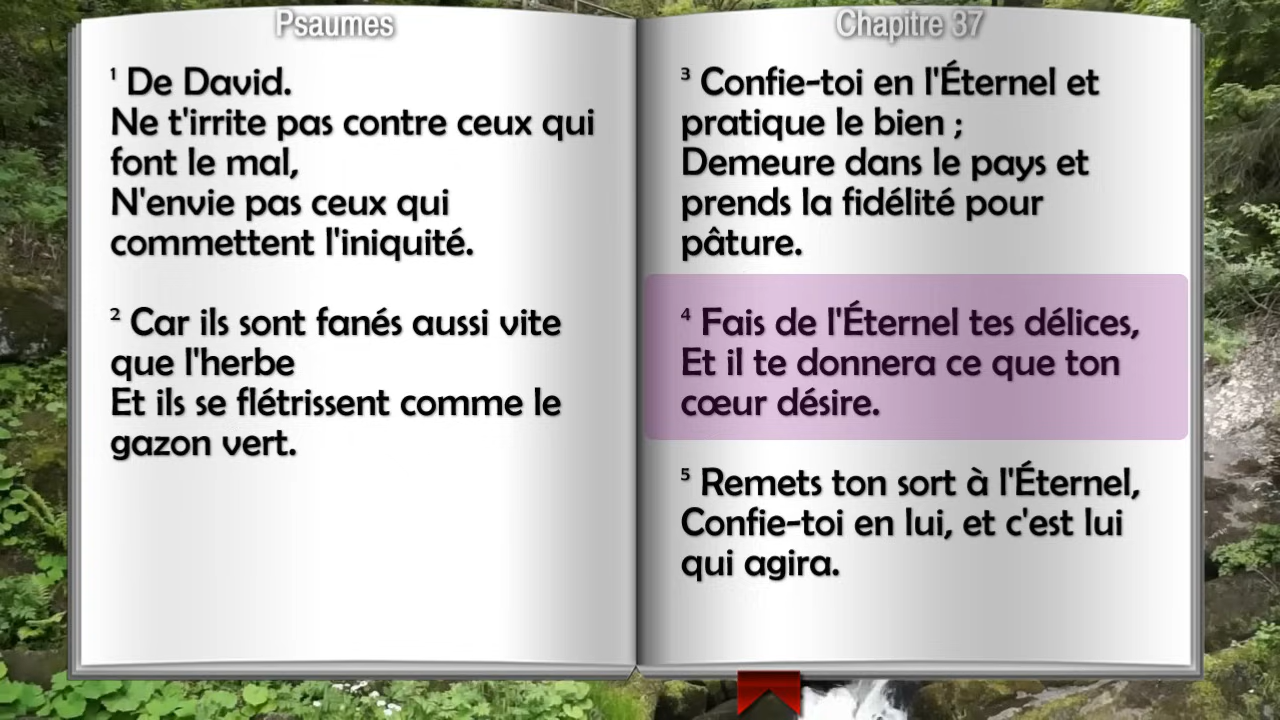 Psaumes
¹ De David.
Ne t'irrite pas contre ceux qui
font le mal,
N'envie pas ceux qui
commettent l'iniquité.
² Car ils sont fanés aussi vite
que l'herbe
Et ils se flétrissent comme le
gazon vert.
Chapitre 37
³ Confie-toi en l'Éternel et
pratique le bien ;
Demeure dans le pays et
prends la fidélité pour
pâture.
⁴ Fais de l'Éternel tes délices,
Et il te donnera ce que ton
cœur désire.
⁵ Remets ton sort à l'Éternel,
Confie-toi en lui, et c'est lui
qui agira.